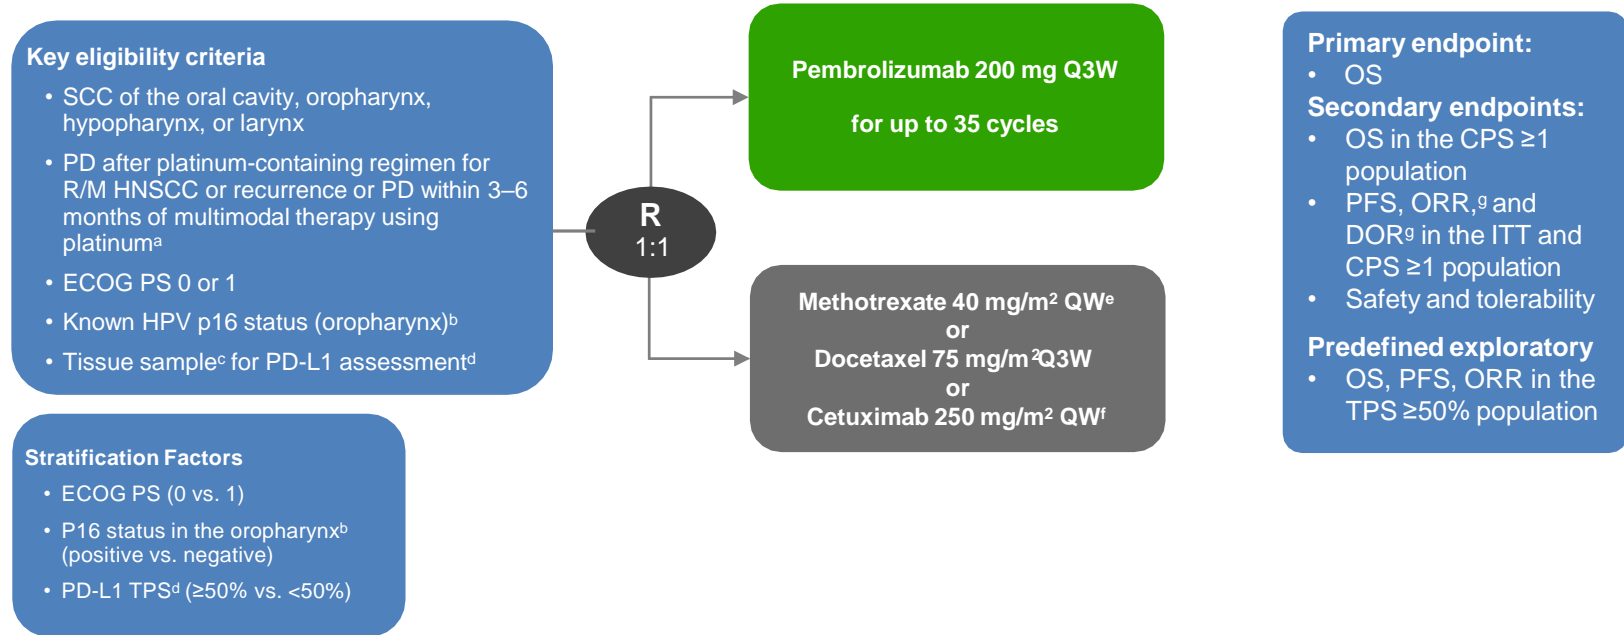 Key eligibility criteria
• SCC of the oral cavity, oropharynx,
hypopharynx, or larynx
• PD after platinum-containing regimen for
R/M HNSCC or recurrence or PD within 3–6
months of multimodal therapy using
platinumᵃ
• ECOG PS 0 or 1
• Known HPV p16 status (oropharynx)ᵇ
• Tissue sampleᶜ for PD-L1 assessmentᵈ
Stratification Factors
• ECOG PS (0 vs. 1)
• P16 status in the oropharynxᵇ
(positive vs. negative)
• PD-L1 TPSᵈ (≥50% vs. <50%)
R
1:1
Pembrolizumab 200 mg Q3W
for up to 35 cycles
Methotrexate 40 mg/m² QWᵉ
or
Docetaxel 75 mg/m²Q3W
or
Cetuximab 250 mg/m² QWᶠ
Primary endpoint:
• OS
Secondary endpoints:
• OS in the CPS ≥1
population
• PFS, ORR,ᵍ and
DORᵍ in the ITT and
CPS ≥1 population
• Safety and tolerability
Predefined exploratory
• OS, PFS, ORR in the
TPS ≥50% population